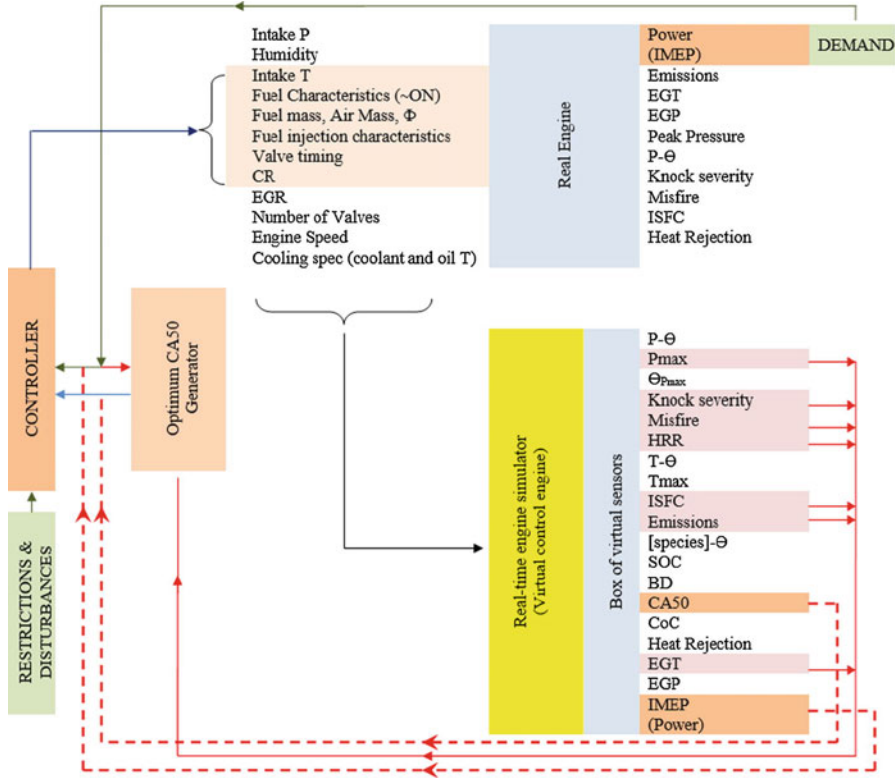 Intake P
Humidity
Intake T
Fuel Characteristics (~ON)
Fuel mass, Air Mass, Φ
Fuel injection characteristics
Valve timing
CR
EGR
Number of Valves
Engine Speed
Cooling spec (coolant and oil T)
Real Engine
Power
(IMEP)
DEMAND
Emissions
EGT
EGP
Peak Pressure
P-Θ
Knock severity
Misfire
ISFC
Heat Rejection
CONTROLLER
Optimum CA50
Generator
RESTRICTIONS &
DISTURBANCES
Real-time engine simulator
(Virtual control engine)
Box of virtual sensors
P-Θ
Pmax
ΘPmax
Knock severity
Misfire
HRR
T-Θ
Tmax
ISFC
Emissions
[species]-Θ
SOC
BD
CA50
CoC
Heat Rejection
EGT
EGP
IMEP
(Power)